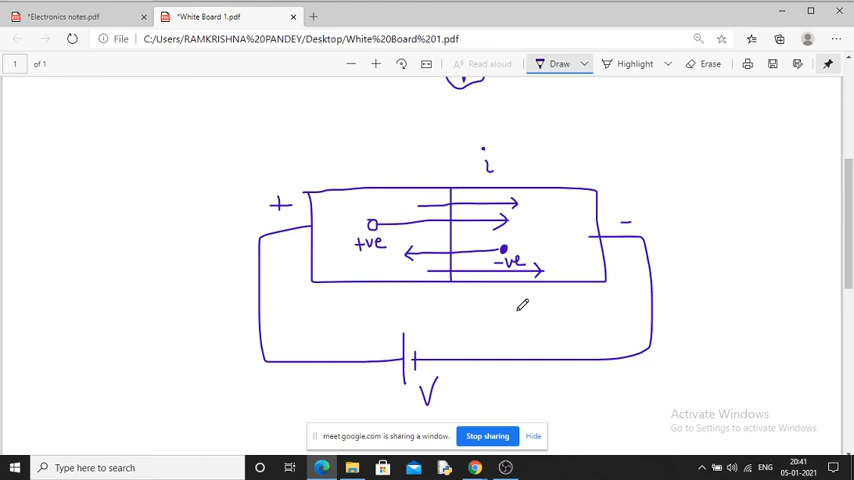 *Electronics notes.pdf
*White Board 1.pdf
File
C:/Users/RAMKRISHNA%20PANDEY/Desktop/White%20Board%201.pdf
1 of 1
Read aloud
Draw
Highlight
Erase
i
+
-
+ve
-ve
V
Activate Windows
Go to Settings to activate Windows.
meet.google.com is sharing a window.
Stop sharing
Hide
Type here to search
ENG
20:41
05-01-2021